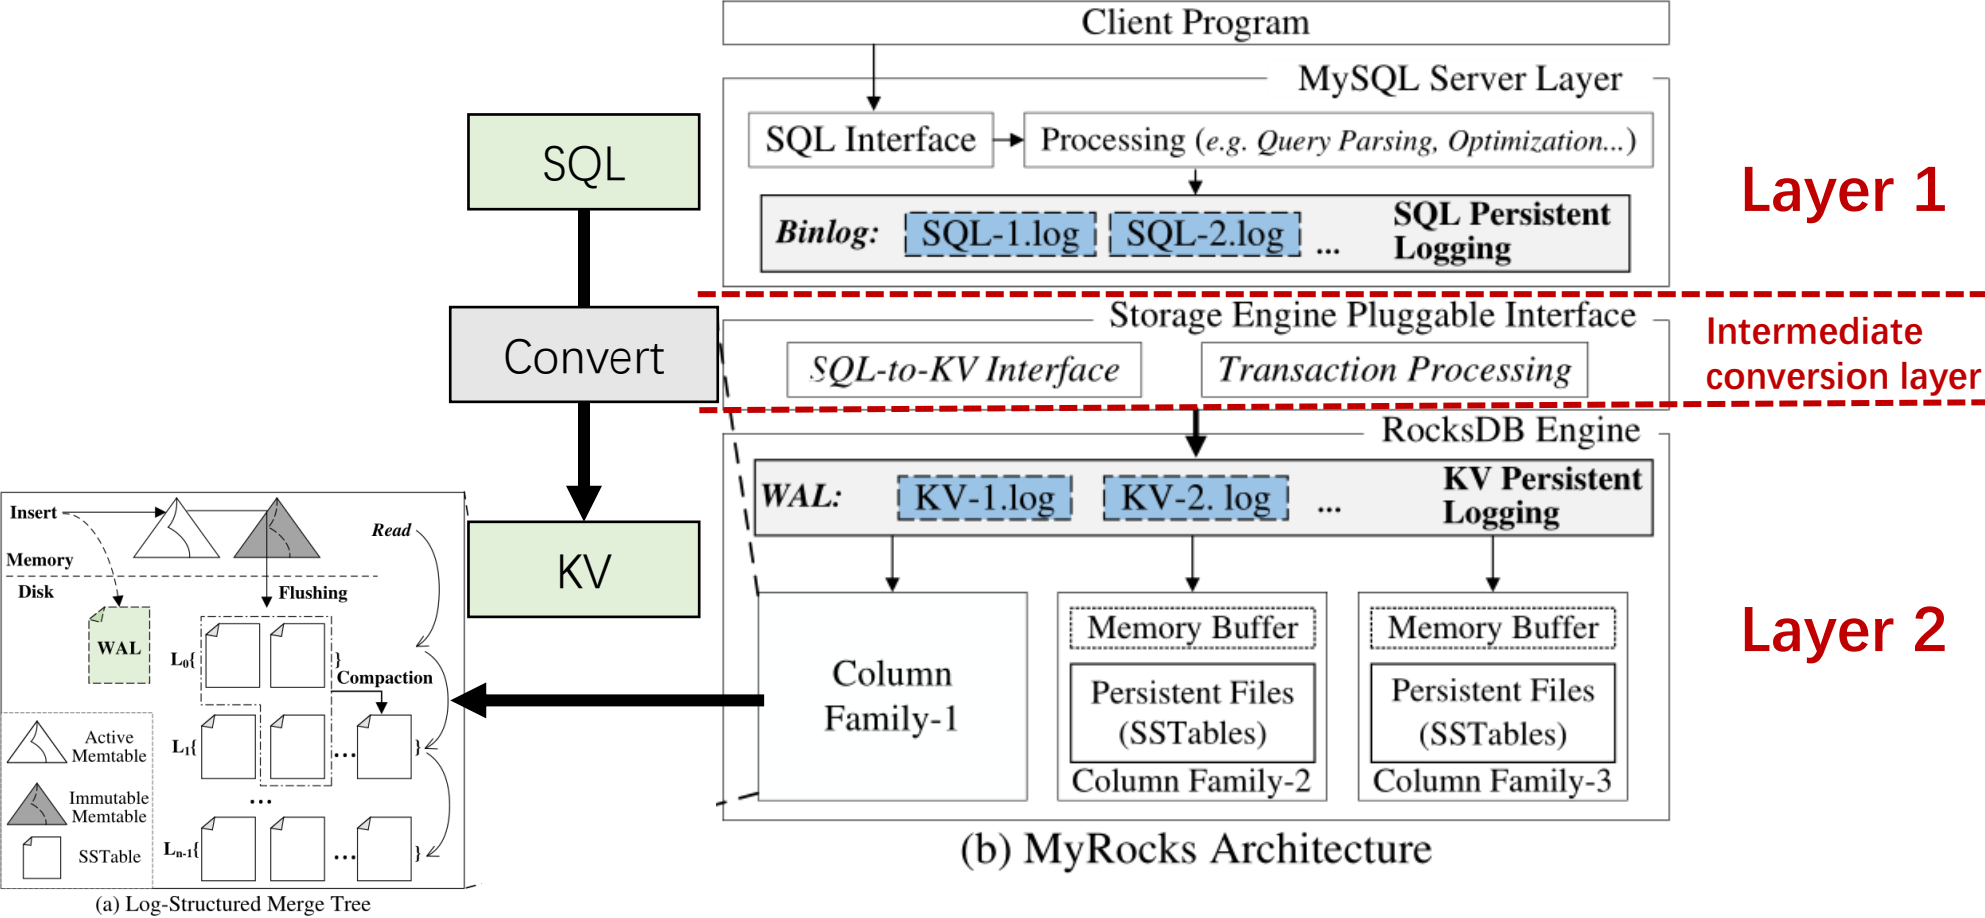 Client Program
MySQL Server Layer
SQL Interface
Processing (e.g. Query Parsing, Optimization...)
Binlog:
SQL-1.log
SQL-2.log
...
SQL Persistent
Logging
Layer 1
SQL
Convert
KV
Storage Engine Pluggable Interface
SQL-to-KV Interface
Transaction Processing
Intermediate
conversion layer
RocksDB Engine
WAL:
KV-1.log
KV-2. log
...
KV Persistent
Logging
Column
Family-1
Memory Buffer
Persistent Files
(SSTables)
Column Family-2
Memory Buffer
Persistent Files
(SSTables)
Column Family-3
Layer 2
(b) MyRocks Architecture
Insert
Read
Memory
Disk
Flushing
WAL
L0{
}
Compaction
L1{
...
}
...
Ln-1{
...
}
Active
Memtable
Immutable
Memtable
SSTable
(a) Log-Structured Merge Tree